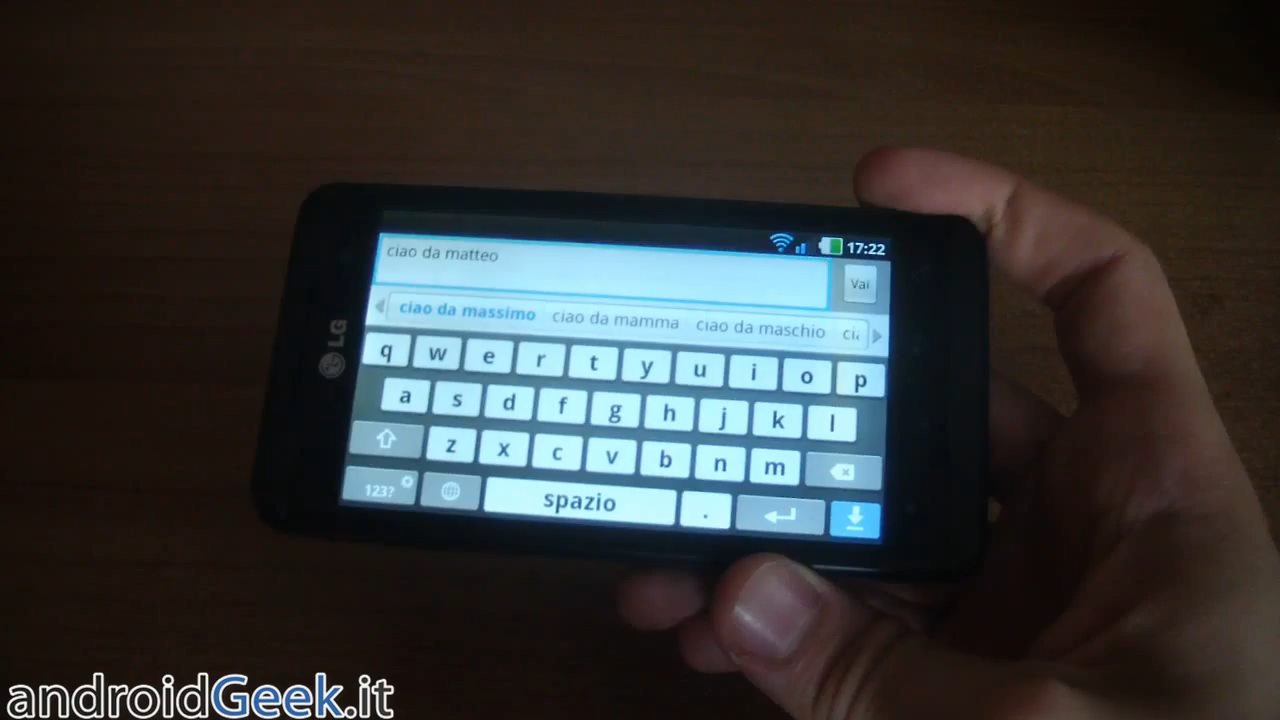 17:22
ciao da matteo
Vai
ciao da massimo ciao da mamma ciao da maschio
LG
q w e r t y u i o p
a s d f g h j k l
z x c v b n m
123? spazio .
androidGeek.it